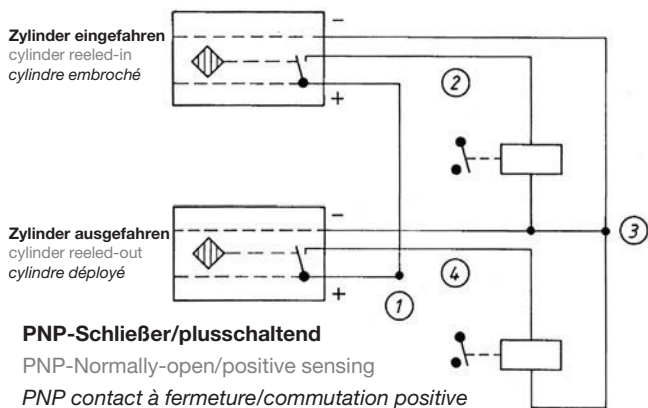 Zylinder eingefahren
cylinder reeled-in
cylindre embroché
−
+
2
Zylinder ausgefahren
cylinder reeled-out
cylindre déployé
−
+
3
4
1
PNP-Schließer/plusschaltend
PNP-Normally-open/positive sensing
PNP contact à fermeture/commutation positive